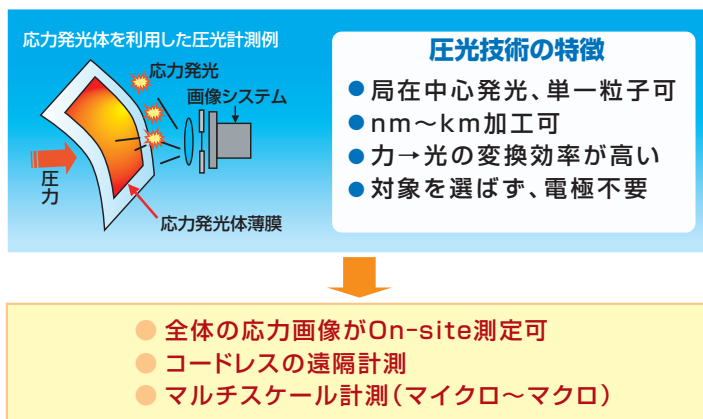 応力発光体を利用した圧光計測例
応力発光
画像システム
圧力
応力発光体薄膜
圧光技術の特徴
● 局在中心発光、単一粒子可
● nm～km加工可
● 力→光の変換効率が高い
● 対象を選ばず、電極不要
● 全体の応力画像がOn-site測定可
● コードレスの遠隔計測
● マルチスケール計測（マイクロ～マクロ）